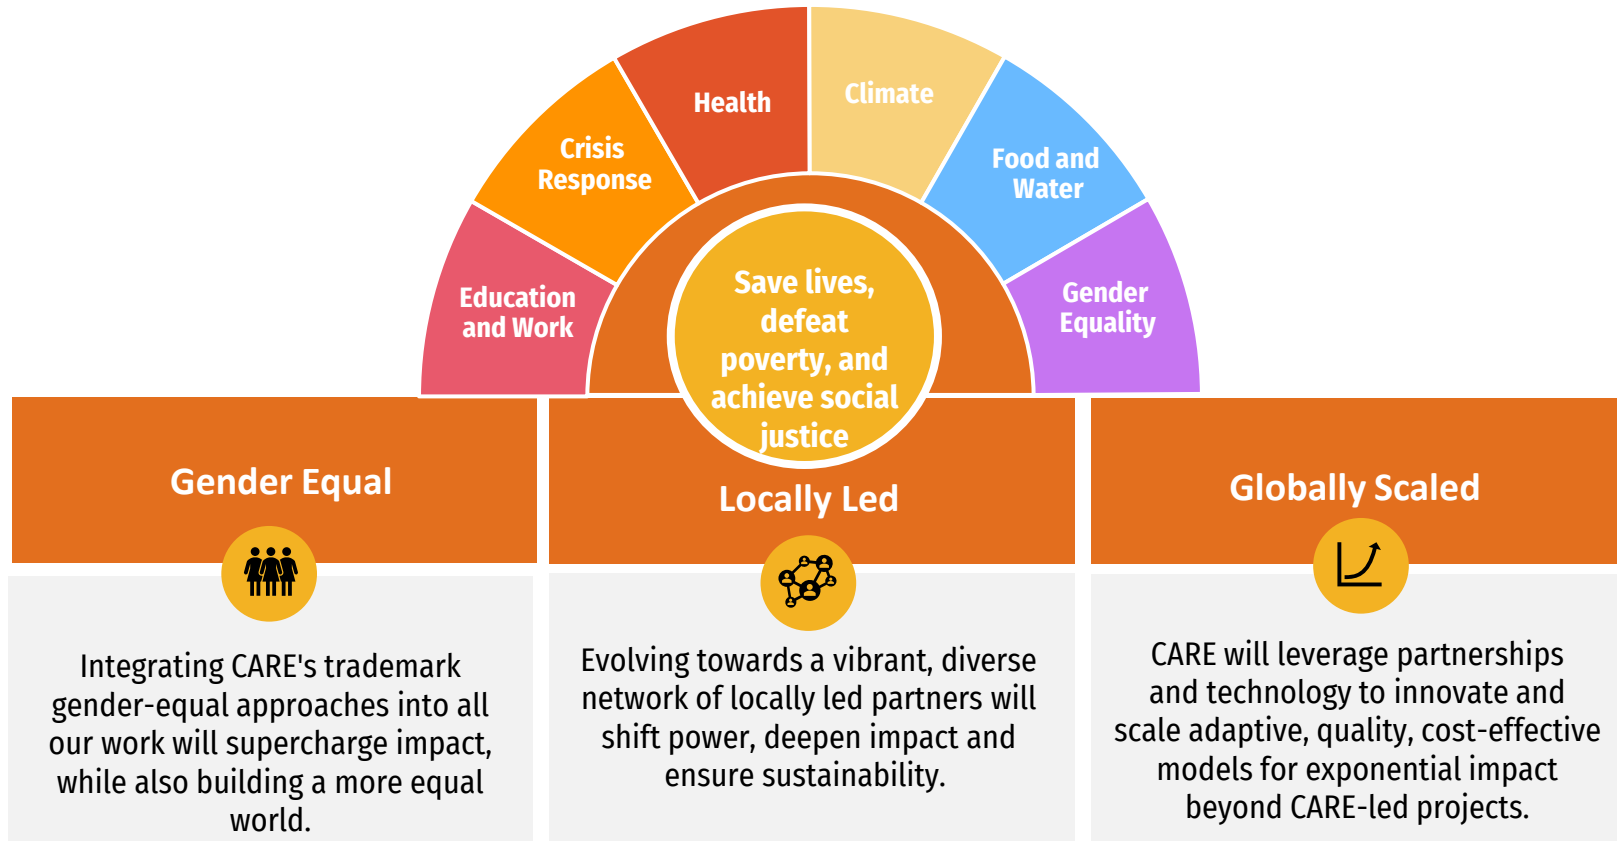 Health
Climate
Crisis
Response
Food and
Water
Education
and Work
Gender
Equality
Save lives,
defeat
poverty, and
achieve social
justice
Gender Equal
Locally Led
Globally Scaled
Integrating CARE's trademark
gender-equal approaches into all
our work will supercharge impact,
while also building a more equal
world.
Evolving towards a vibrant, diverse
network of locally led partners will
shift power, deepen impact and
ensure sustainability.
CARE will leverage partnerships
and technology to innovate and
scale adaptive, quality, cost-effective
models for exponential impact
beyond CARE-led projects.